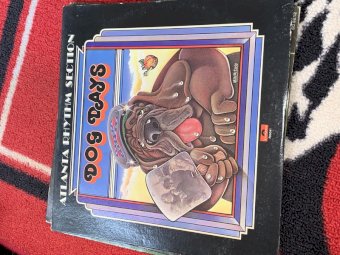 ATLANTA RHYTHM SECTION
DOG DAYS